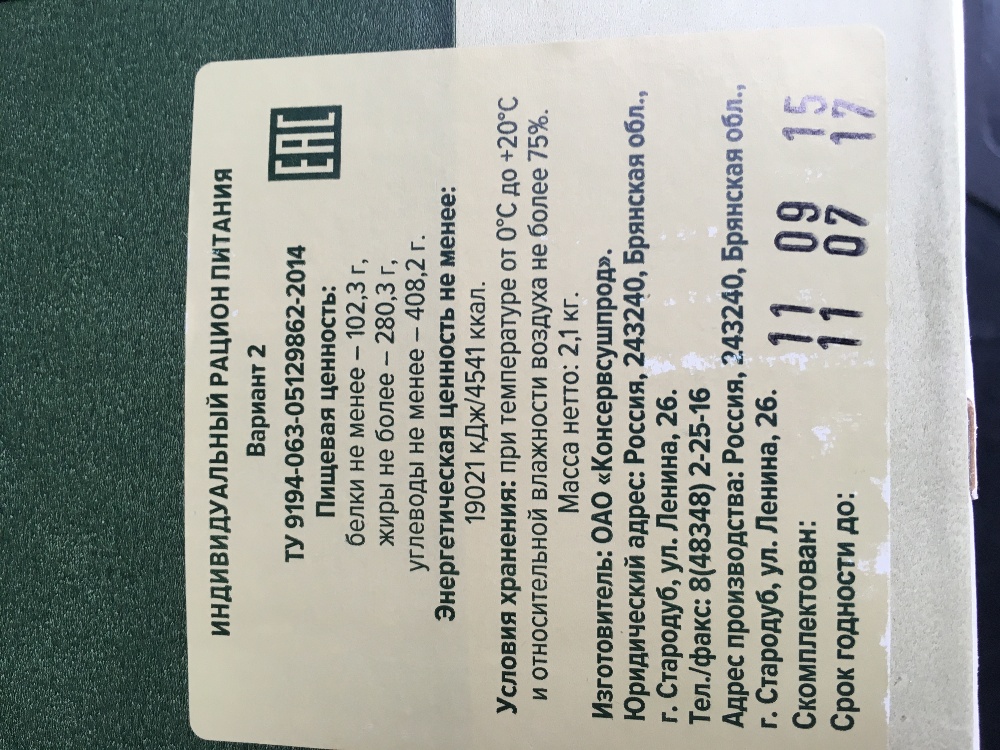 ИНДИВИДУАЛЬНЫЙ РАЦИОН ПИТАНИЯ
Вариант 2
ТУ 9194-063-0512986​2-2014
EAC
Пищевая ценность:
белки не менее – 102,3 г,
жиры не более – 280,3 г,
углеводы не менее – 408,2 г.
Энергетическая ценность не менее:
19021 кДж/4541 ккал.
Условия хранения: при температуре от 0°С до +20°С
и относительной влажности воздуха не более 75%.
Масса нетто: 2,1 кг.
Изготовитель: ОАО «Консервсушпрод».
Юридический адрес: Россия, 243240, Брянская обл.,
г. Стародуб, ул. Ленина, 26.
Тел./факс: 8(48348) 2-25-16
Адрес производства: Россия, 243240, Брянская обл.,
г. Стародуб, ул. Ленина, 26.
Скомплектован: 11 09 15
Срок годности до: 11 07 17